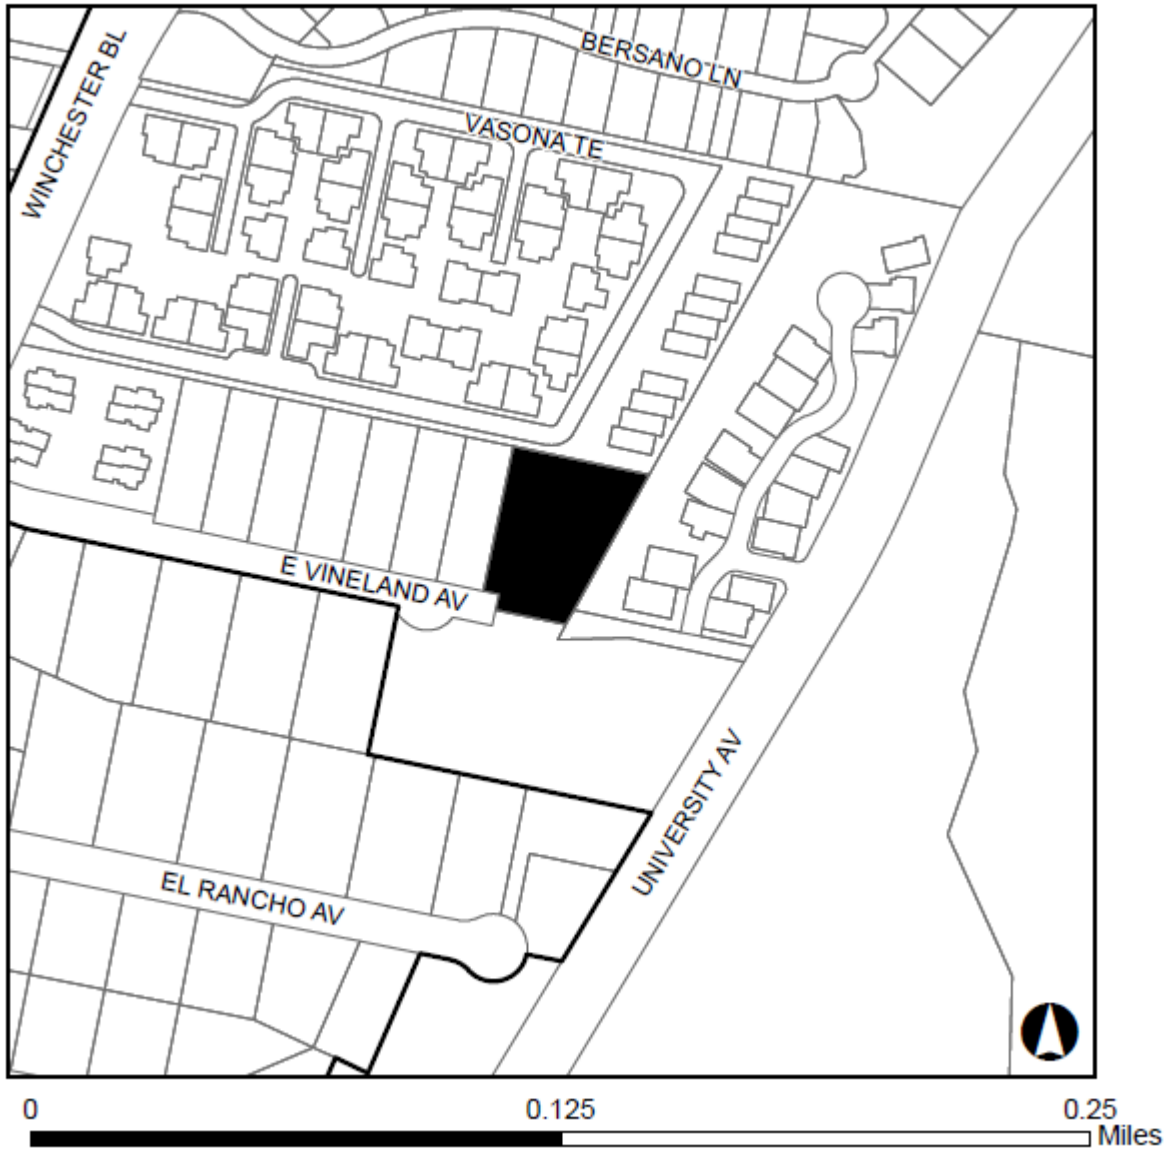 BERSANO LN
WINCHESTER BL
VASONA TE
E VINELAND AV
UNIVERSITY AV
EL RANCHO AV
0 0.125 0.25
Miles